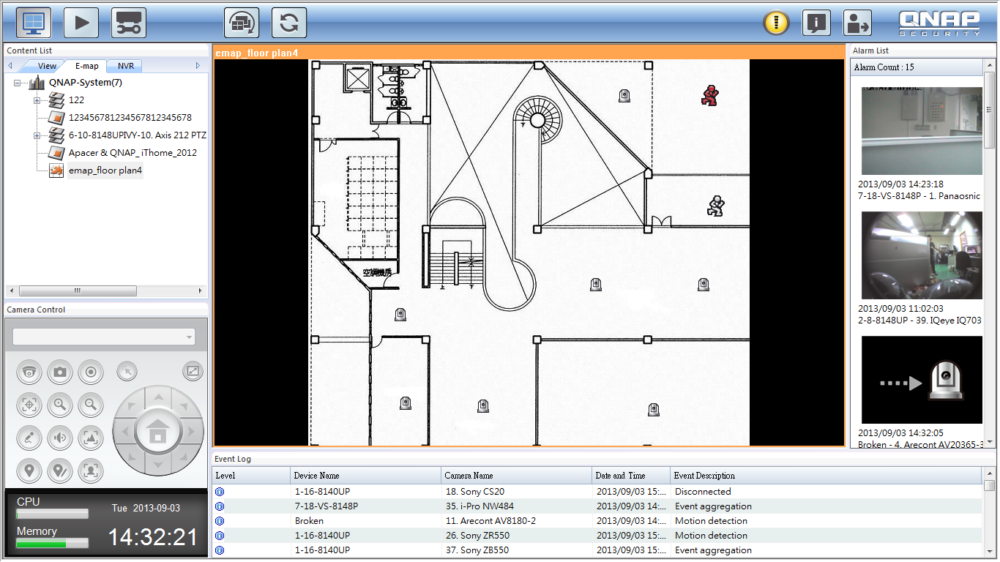 QNAP
SECURITY
Content List
View E-map NVR
QNAP-System(7)
122
123456781234567812345678
6-10-8148UPIVY-10. Axis 212 PTZ
Apacer & QNAP_ iThome_2012
emap_floor plan4
Camera Control
CPU
Memory
Tue 2013-09-03
14:32:21
emap_floor plan4
下
空調機房
上
下
Alarm List
Alarm Count : 15
2013/09/03 14:23:18
7-18-VS-8148P - 1. Panaosnic
2013/09/03 11:02:03
2-8-8148UP - 39. IQeye IQ703
2013/09/03 14:32:05
Broken - 4. Arecont AV20365-3
Event Log
Level Device Name Camera Name Date and Time Event Description
1-16-8140UP 18. Sony CS20 2013/09/03 15:... Disconnected
7-18-VS-8148P 35. i-Pro NW484 2013/09/03 14:... Event aggregation
Broken 11. Arecont AV8180-2 2013/09/03 14:... Motion detection
1-16-8140UP 26. Sony ZR550 2013/09/03 15:... Motion detection
1-16-8140UP 37. Sony ZB550 2013/09/03 15:... Event aggregation